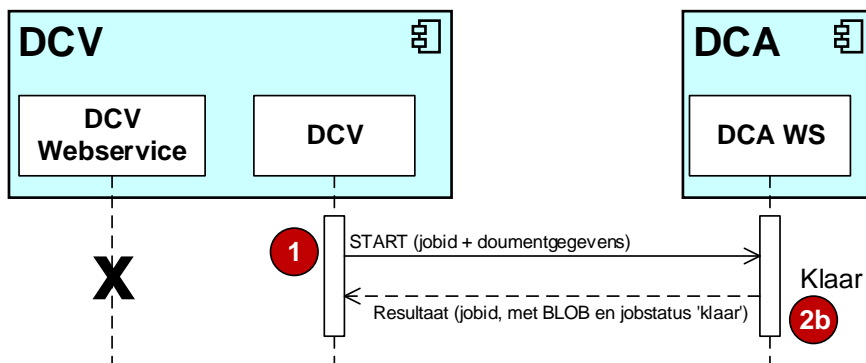 DCV
DCA
DCV
Webservice
DCV
DCA WS
1
START (jobid + doumentgegevens)
X
Klaar
Resultaat (jobid, met BLOB en jobstatus 'klaar')
2b